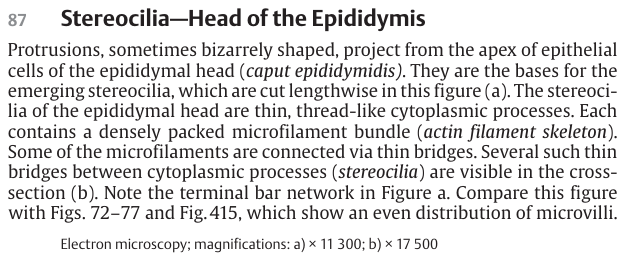 87 Stereocilia—Head of the Epididymis
Protrusions, sometimes bizarrely shaped, project from the apex of epithelial
cells of the epididymal head (caput epididymidis). They are the bases for the
emerging stereocilia, which are cut lengthwise in this figure (a). The stereoci-
lia of the epididymal head are thin, thread-like cytoplasmic processes. Each
contains a densely packed microfilament bundle (actin filament skeleton).
Some of the microfilaments are connected via thin bridges. Several such thin
bridges between cytoplasmic processes (stereocilia) are visible in the cross-
section (b). Note the terminal bar network in Figure a. Compare this figure
with Figs. 72–77 and Fig. 415, which show an even distribution of microvilli.
Electron microscopy; magnifications: a) × 11 300; b) × 17 500